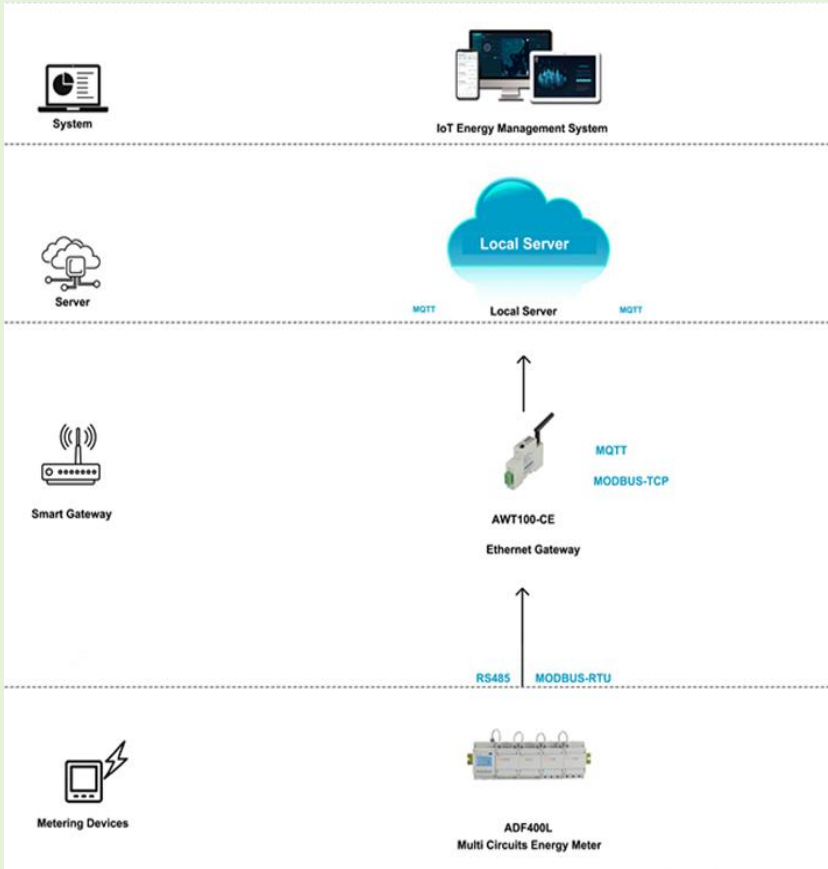 System
IoT Energy Management System
Local Server
Server
MQTT
Local Server
MQTT
MQTT
MODBUS-TCP
Smart Gateway
AWT100-CE
Ethernet Gateway
RS485
MODBUS-RTU
Metering Devices
ADF400L
Multi Circuits Energy Meter